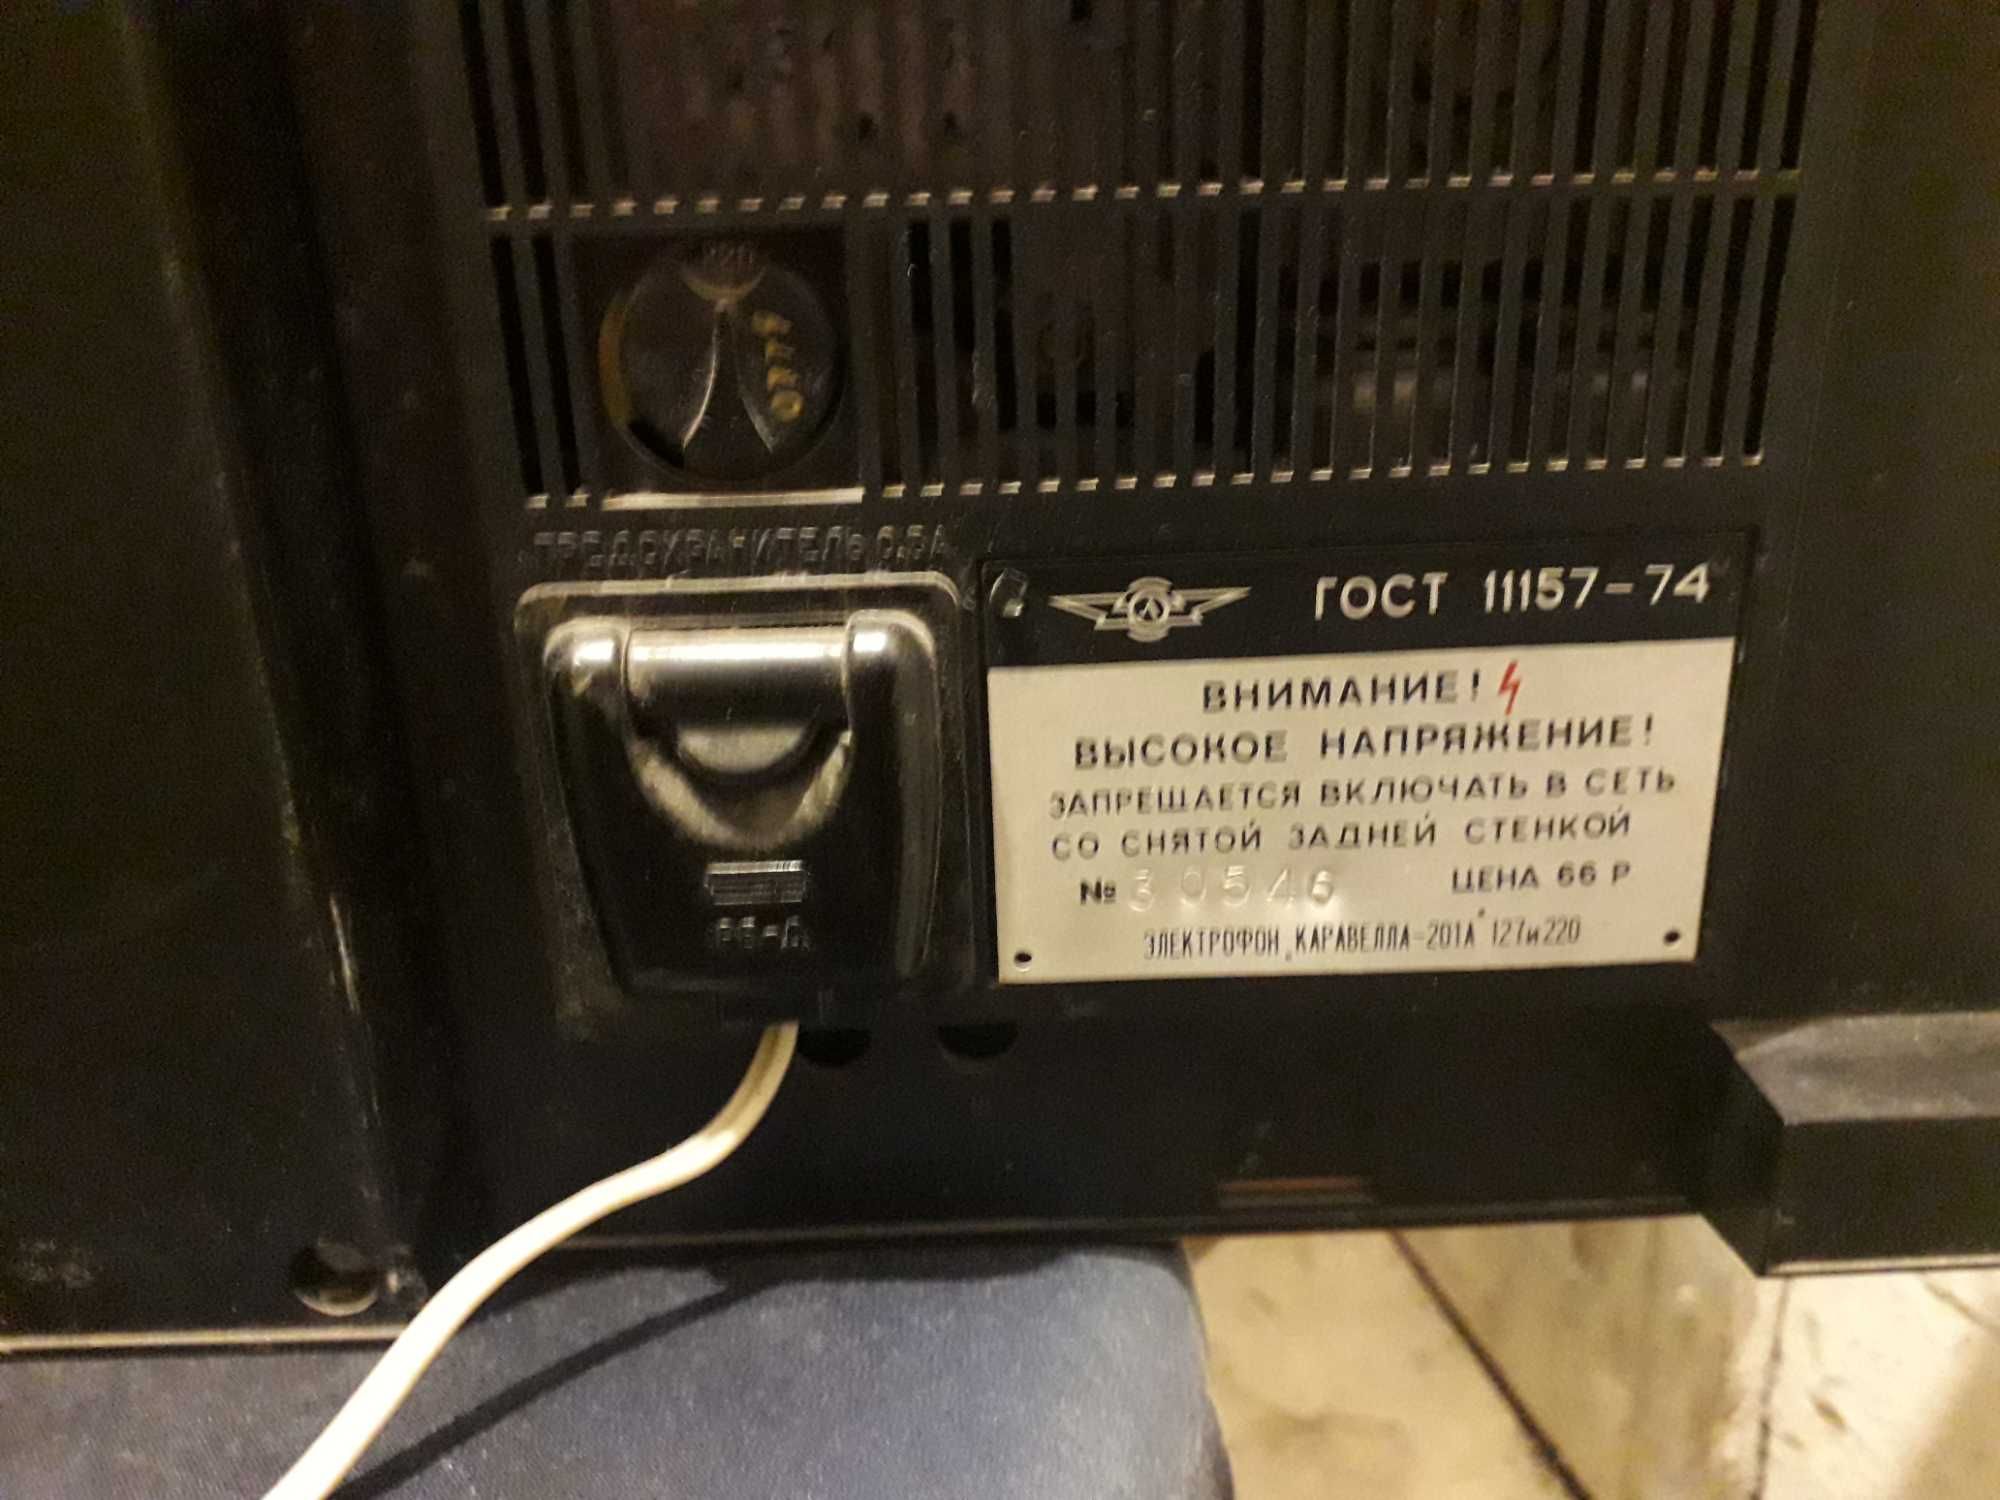 ПРЕДОХРАНИТЕЛЬ 0,5А
ГОСТ 11157-74
ВНИМАНИЕ!
ВЫСОКОЕ НАПРЯЖЕНИЕ!
ЗАПРЕЩАЕТСЯ ВКЛЮЧАТЬ В СЕТЬ
СО СНЯТОЙ ЗАДНЕЙ СТЕНКОЙ
№ 30546 ЦЕНА 66 Р
ЭЛЕКТРОФОН „КАРАВЕЛЛА-201А" 127и220